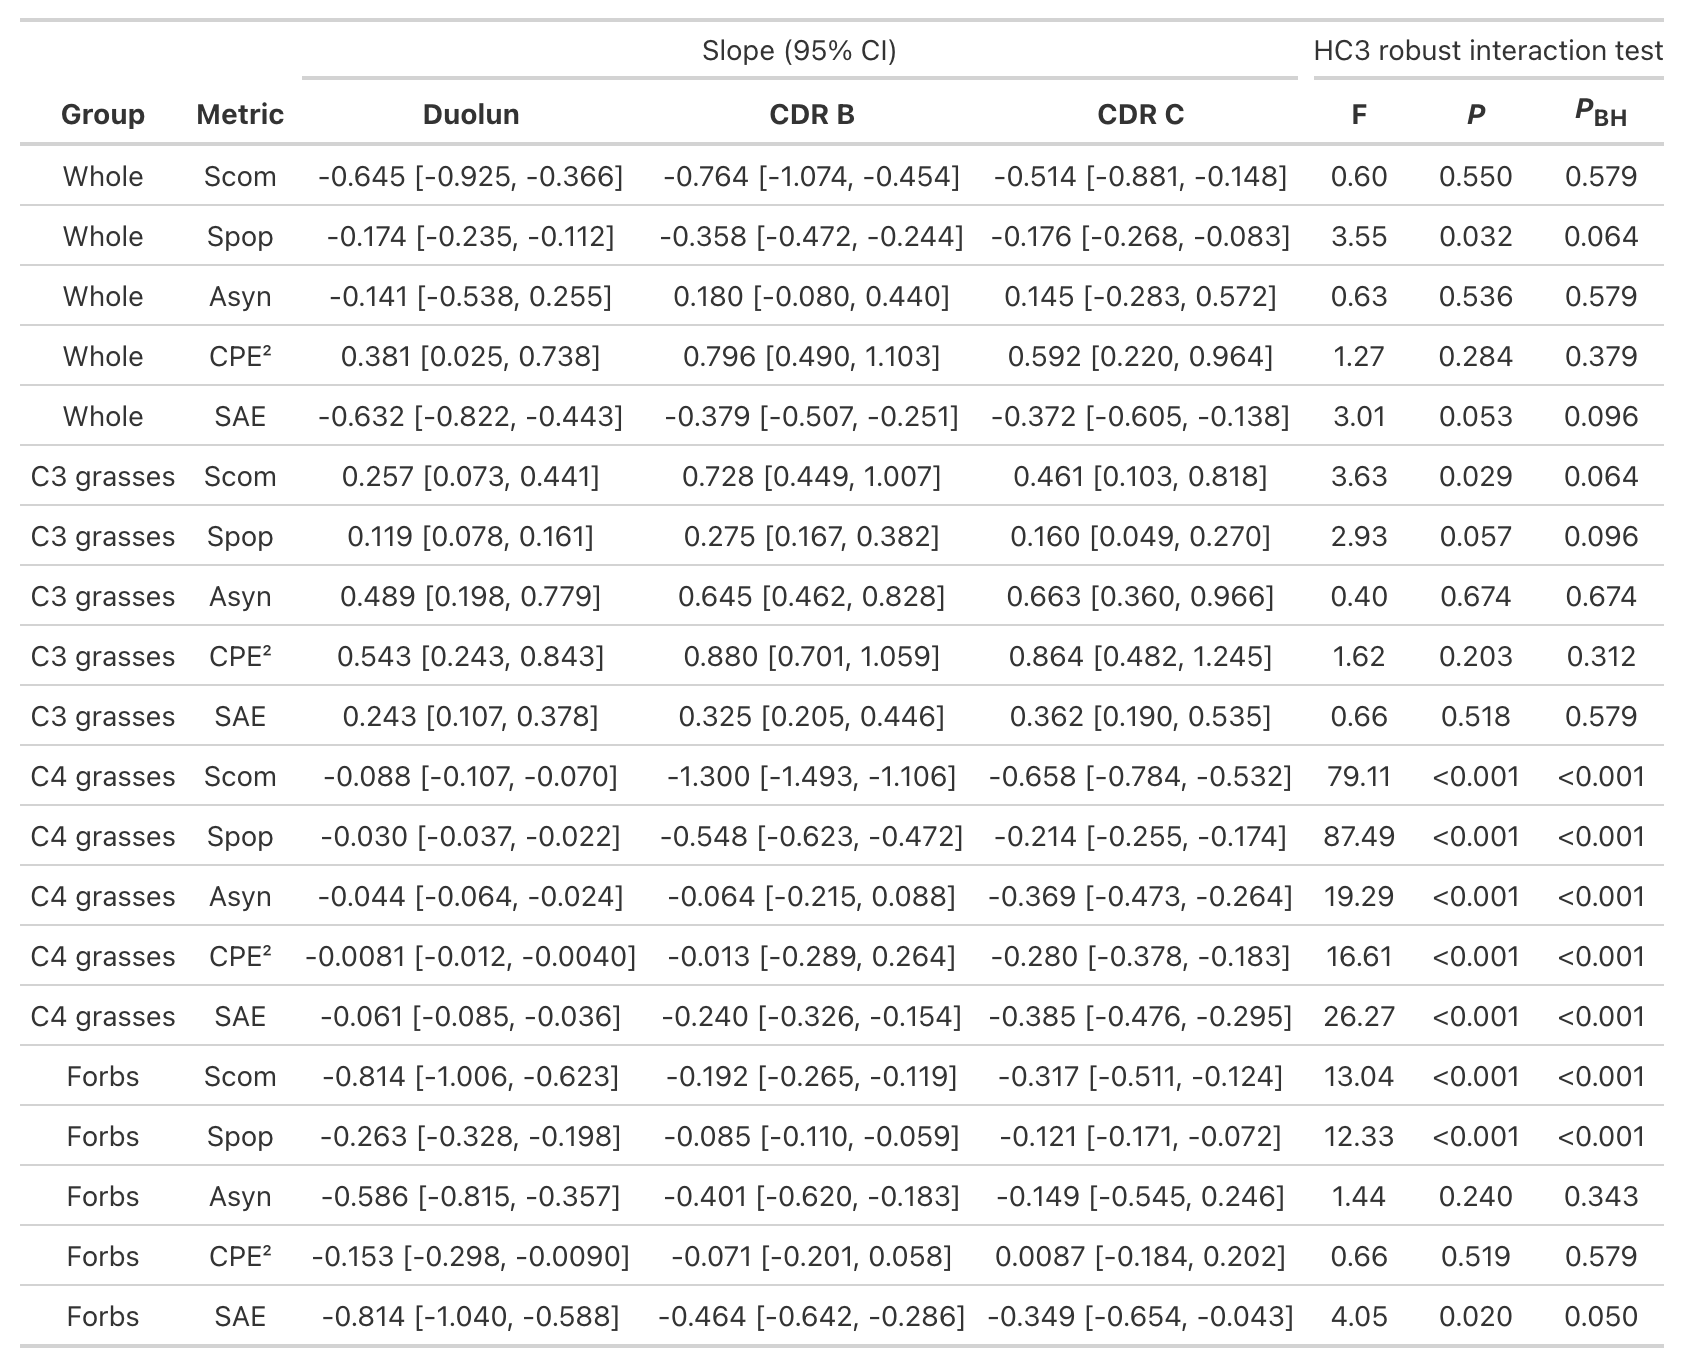 Slope (95% CI) HC3 robust interaction test
Group Metric Duolun CDR B CDR C F P PBH
Whole Scom -0.645 [-0.925, -0.366] -0.764 [-1.074, -0.454] -0.514 [-0.881, -0.148] 0.60 0.550 0.579
Whole Spop -0.174 [-0.235, -0.112] -0.358 [-0.472, -0.244] -0.176 [-0.268, -0.083] 3.55 0.032 0.064
Whole Asyn -0.141 [-0.538, 0.255] 0.180 [-0.080, 0.440] 0.145 [-0.283, 0.572] 0.63 0.536 0.579
Whole CPE² 0.381 [0.025, 0.738] 0.796 [0.490, 1.103] 0.592 [0.220, 0.964] 1.27 0.284 0.379
Whole SAE -0.632 [-0.822, -0.443] -0.379 [-0.507, -0.251] -0.372 [-0.605, -0.138] 3.01 0.053 0.096
C3 grasses Scom 0.257 [0.073, 0.441] 0.728 [0.449, 1.007] 0.461 [0.103, 0.818] 3.63 0.029 0.064
C3 grasses Spop 0.119 [0.078, 0.161] 0.275 [0.167, 0.382] 0.160 [0.049, 0.270] 2.93 0.057 0.096
C3 grasses Asyn 0.489 [0.198, 0.779] 0.645 [0.462, 0.828] 0.663 [0.360, 0.966] 0.40 0.674 0.674
C3 grasses CPE² 0.543 [0.243, 0.843] 0.880 [0.701, 1.059] 0.864 [0.482, 1.245] 1.62 0.203 0.312
C3 grasses SAE 0.243 [0.107, 0.378] 0.325 [0.205, 0.446] 0.362 [0.190, 0.535] 0.66 0.518 0.579
C4 grasses Scom -0.088 [-0.107, -0.070] -1.300 [-1.493, -1.106] -0.658 [-0.784, -0.532] 79.11 <0.001 <0.001
C4 grasses Spop -0.030 [-0.037, -0.022] -0.548 [-0.623, -0.472] -0.214 [-0.255, -0.174] 87.49 <0.001 <0.001
C4 grasses Asyn -0.044 [-0.064, -0.024] -0.064 [-0.215, 0.088] -0.369 [-0.473, -0.264] 19.29 <0.001 <0.001
C4 grasses CPE² -0.0081 [-0.012, -0.0040] -0.013 [-0.289, 0.264] -0.280 [-0.378, -0.183] 16.61 <0.001 <0.001
C4 grasses SAE -0.061 [-0.085, -0.036] -0.240 [-0.326, -0.154] -0.385 [-0.476, -0.295] 26.27 <0.001 <0.001
Forbs Scom -0.814 [-1.006, -0.623] -0.192 [-0.265, -0.119] -0.317 [-0.511, -0.124] 13.04 <0.001 <0.001
Forbs Spop -0.263 [-0.328, -0.198] -0.085 [-0.110, -0.059] -0.121 [-0.171, -0.072] 12.33 <0.001 <0.001
Forbs Asyn -0.586 [-0.815, -0.357] -0.401 [-0.620, -0.183] -0.149 [-0.545, 0.246] 1.44 0.240 0.343
Forbs CPE² -0.153 [-0.298, -0.0090] -0.071 [-0.201, 0.058] 0.0087 [-0.184, 0.202] 0.66 0.519 0.579
Forbs SAE -0.814 [-1.040, -0.588] -0.464 [-0.642, -0.286] -0.349 [-0.654, -0.043] 4.05 0.020 0.050